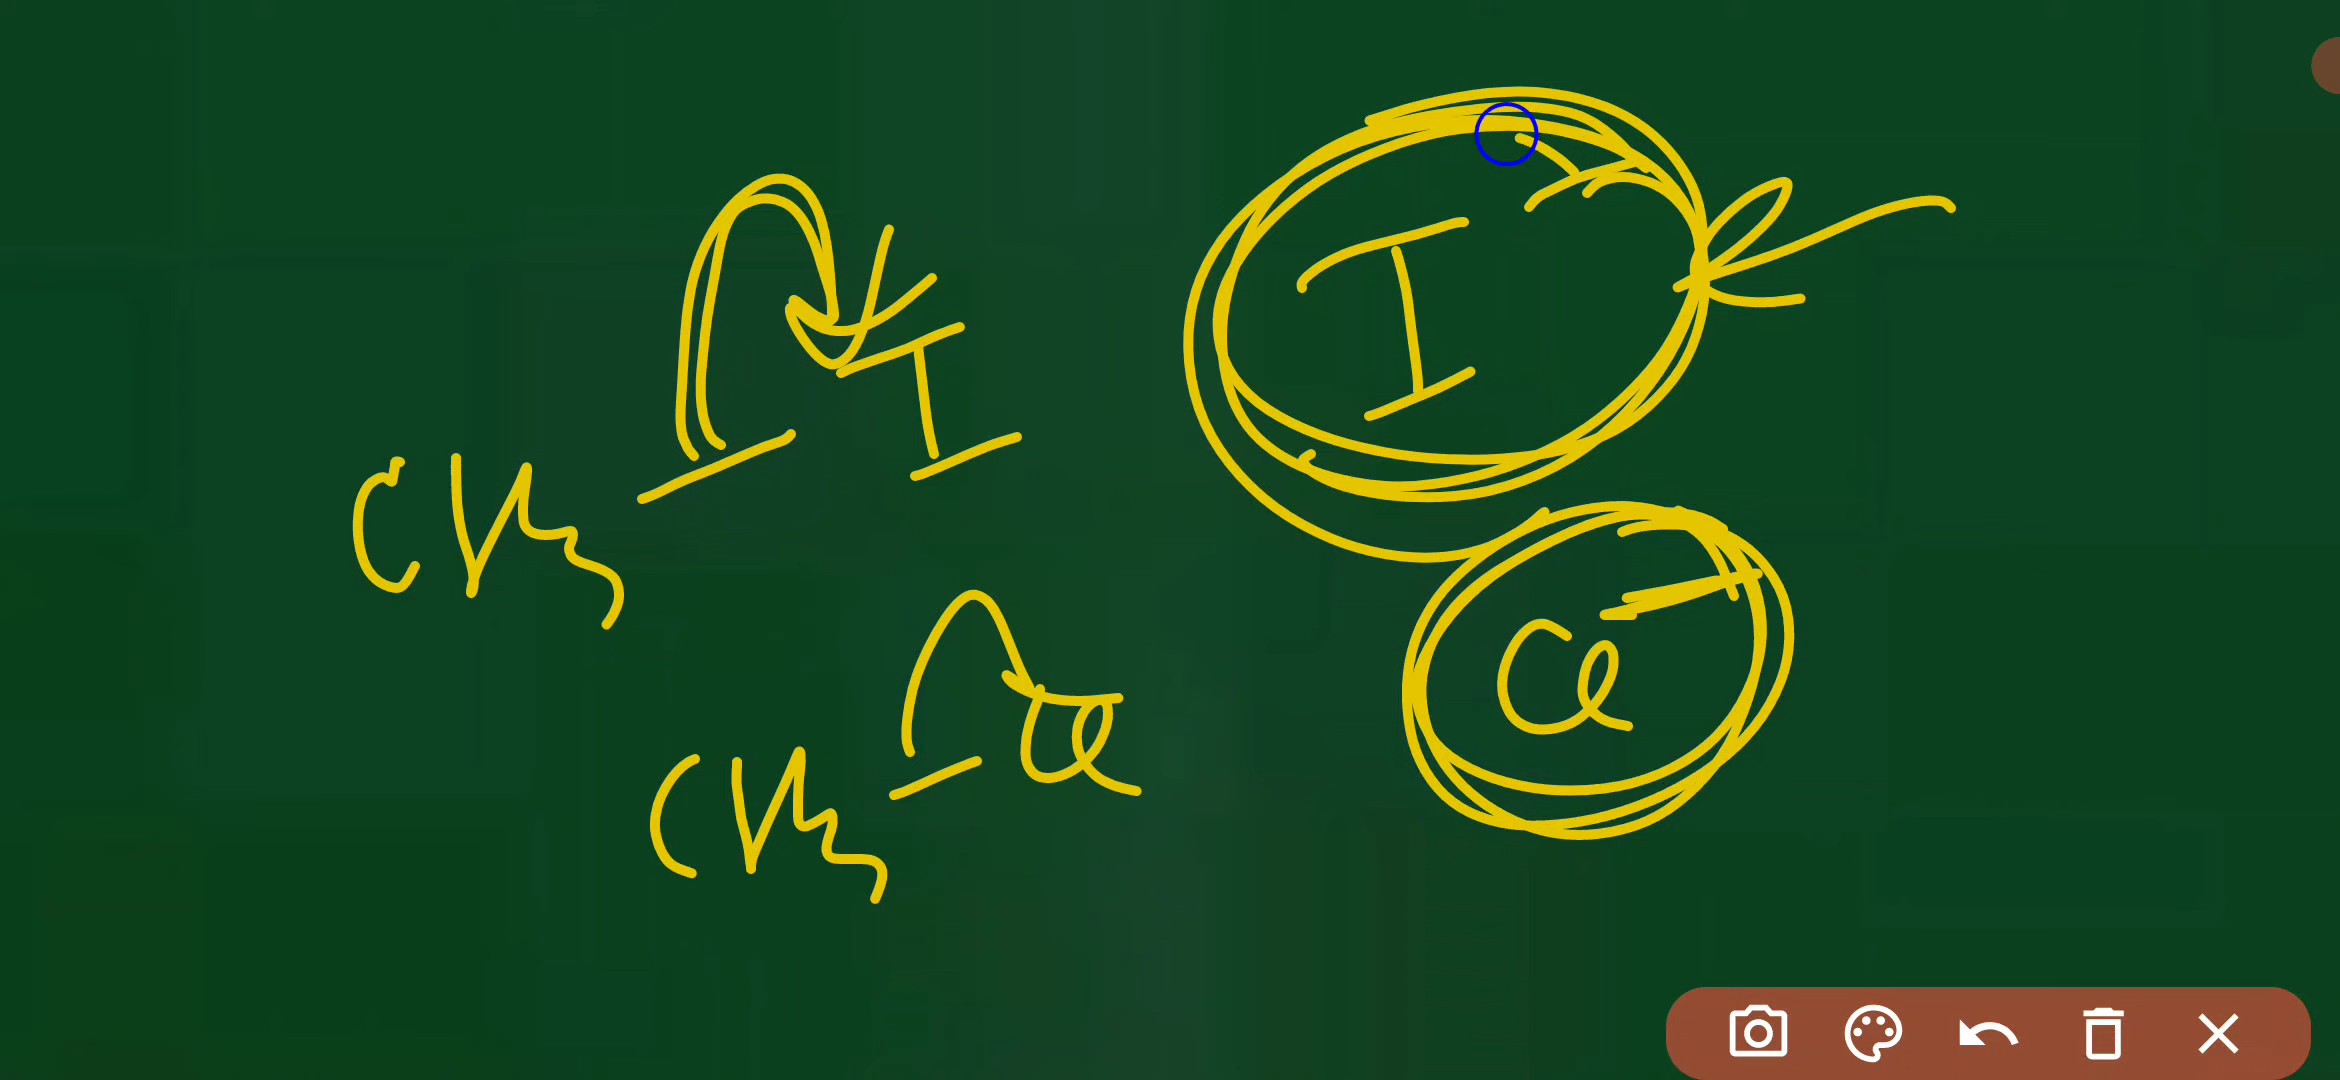 CH3 - I
I-
CH3 - Cl
Cl-